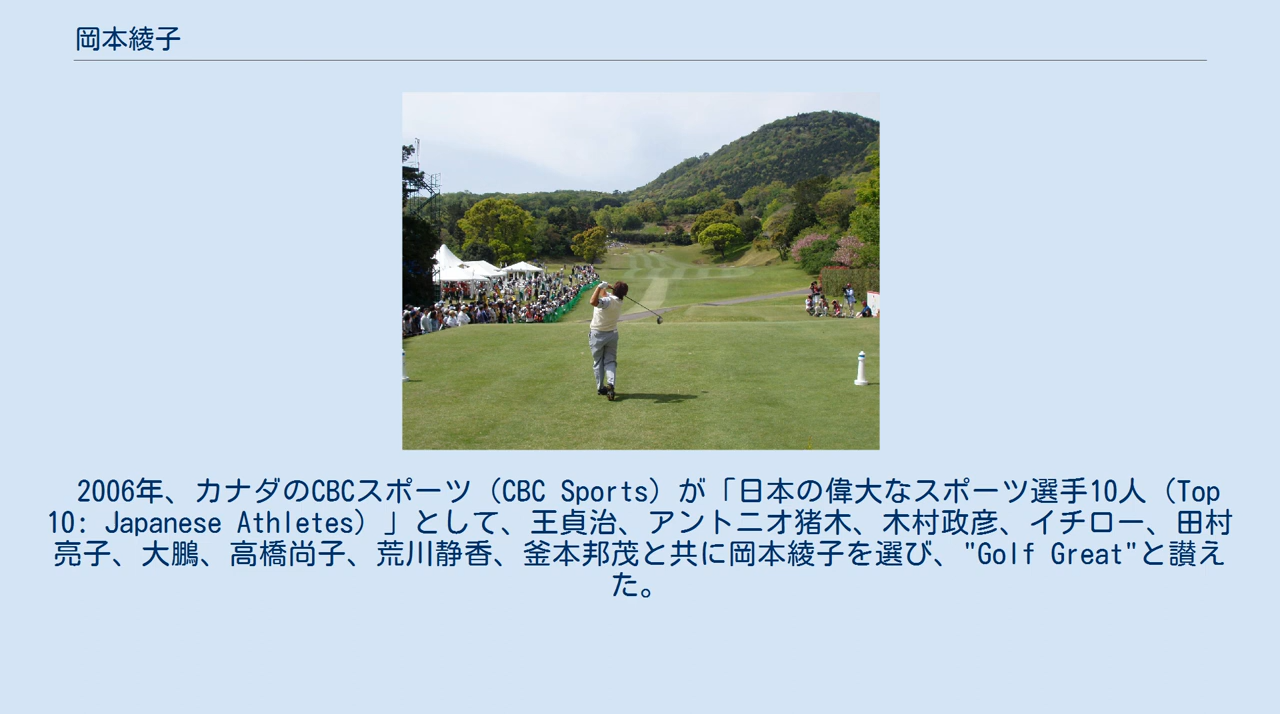 岡本綾子
2006年、カナダのCBCスポーツ（CBC Sports）が「日本の偉大なスポーツ選手10人（Top
10: Japanese Athletes）」として、王貞治、アントニオ猪木、木村政彦、イチロー、田村
亮子、大鵬、高橋尚子、荒川静香、釜本邦茂と共に岡本綾子を選び、"Golf Great"と讃え
た。